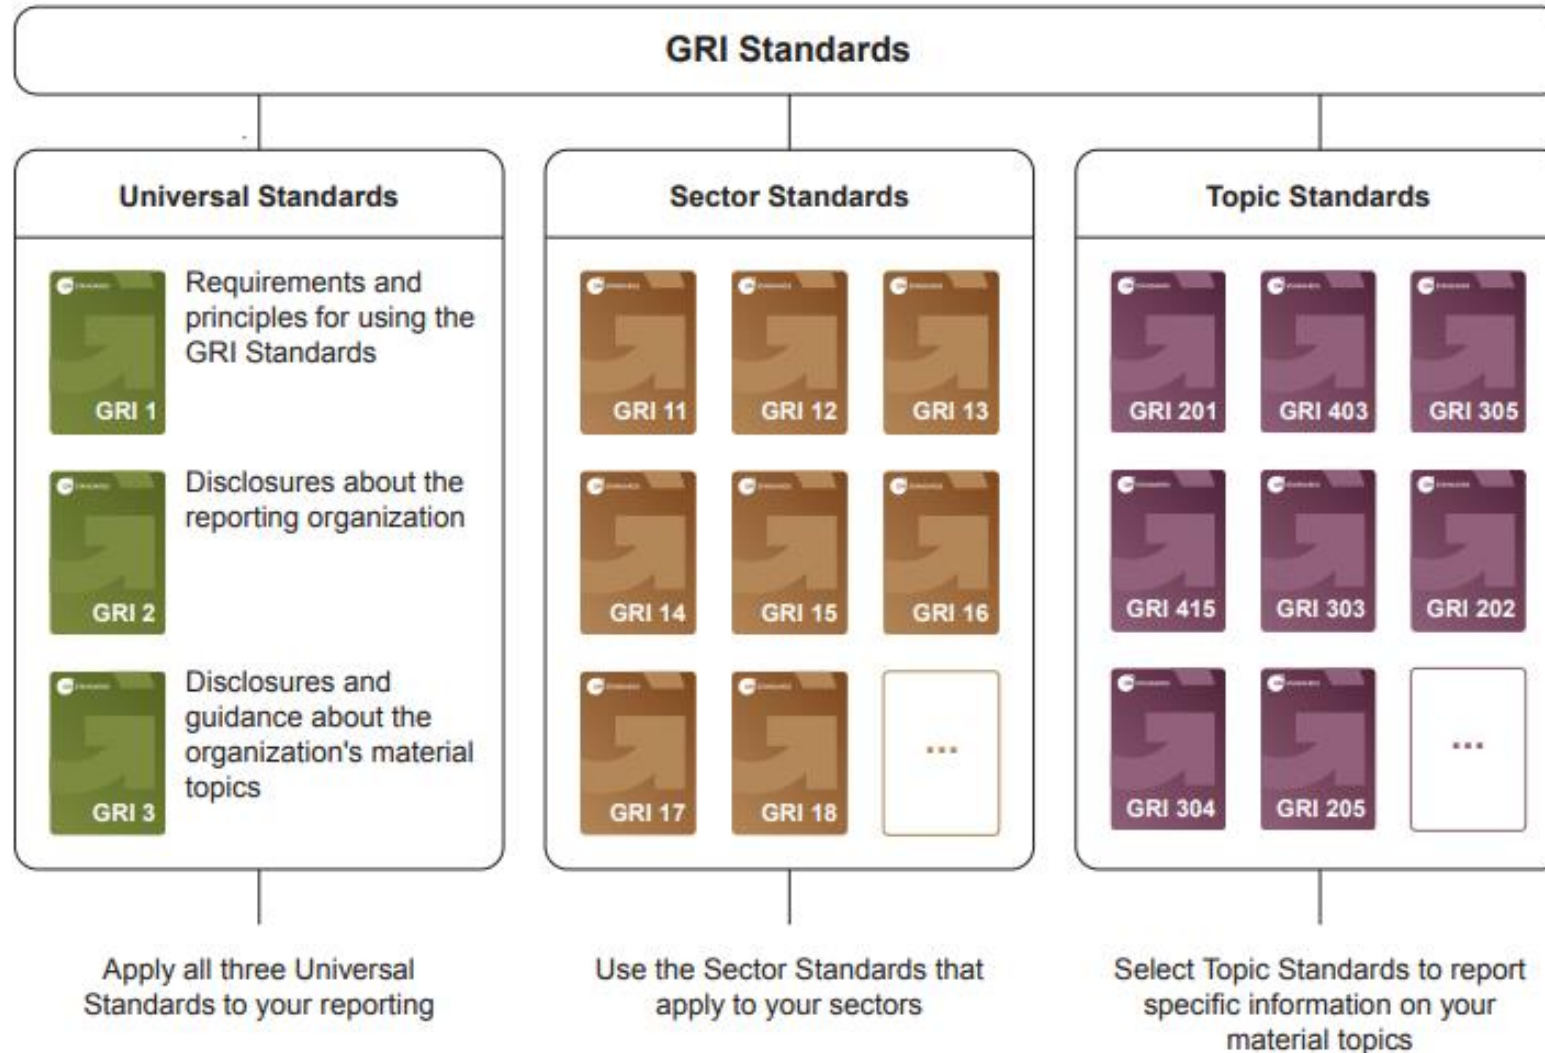 GRI Standards
Universal Standards
GRI 1
Requirements and
principles for using the
GRI Standards
GRI 2
Disclosures about the
reporting organization
GRI 3
Disclosures and
guidance about the
organization's material
topics
Apply all three Universal
Standards to your reporting
Sector Standards
GRI 11
GRI 12
GRI 13
GRI 14
GRI 15
GRI 16
GRI 17
GRI 18
...
Use the Sector Standards that
apply to your sectors
Topic Standards
GRI 201
GRI 403
GRI 305
GRI 415
GRI 303
GRI 202
GRI 304
GRI 205
...
Select Topic Standards to report
specific information on your
material topics